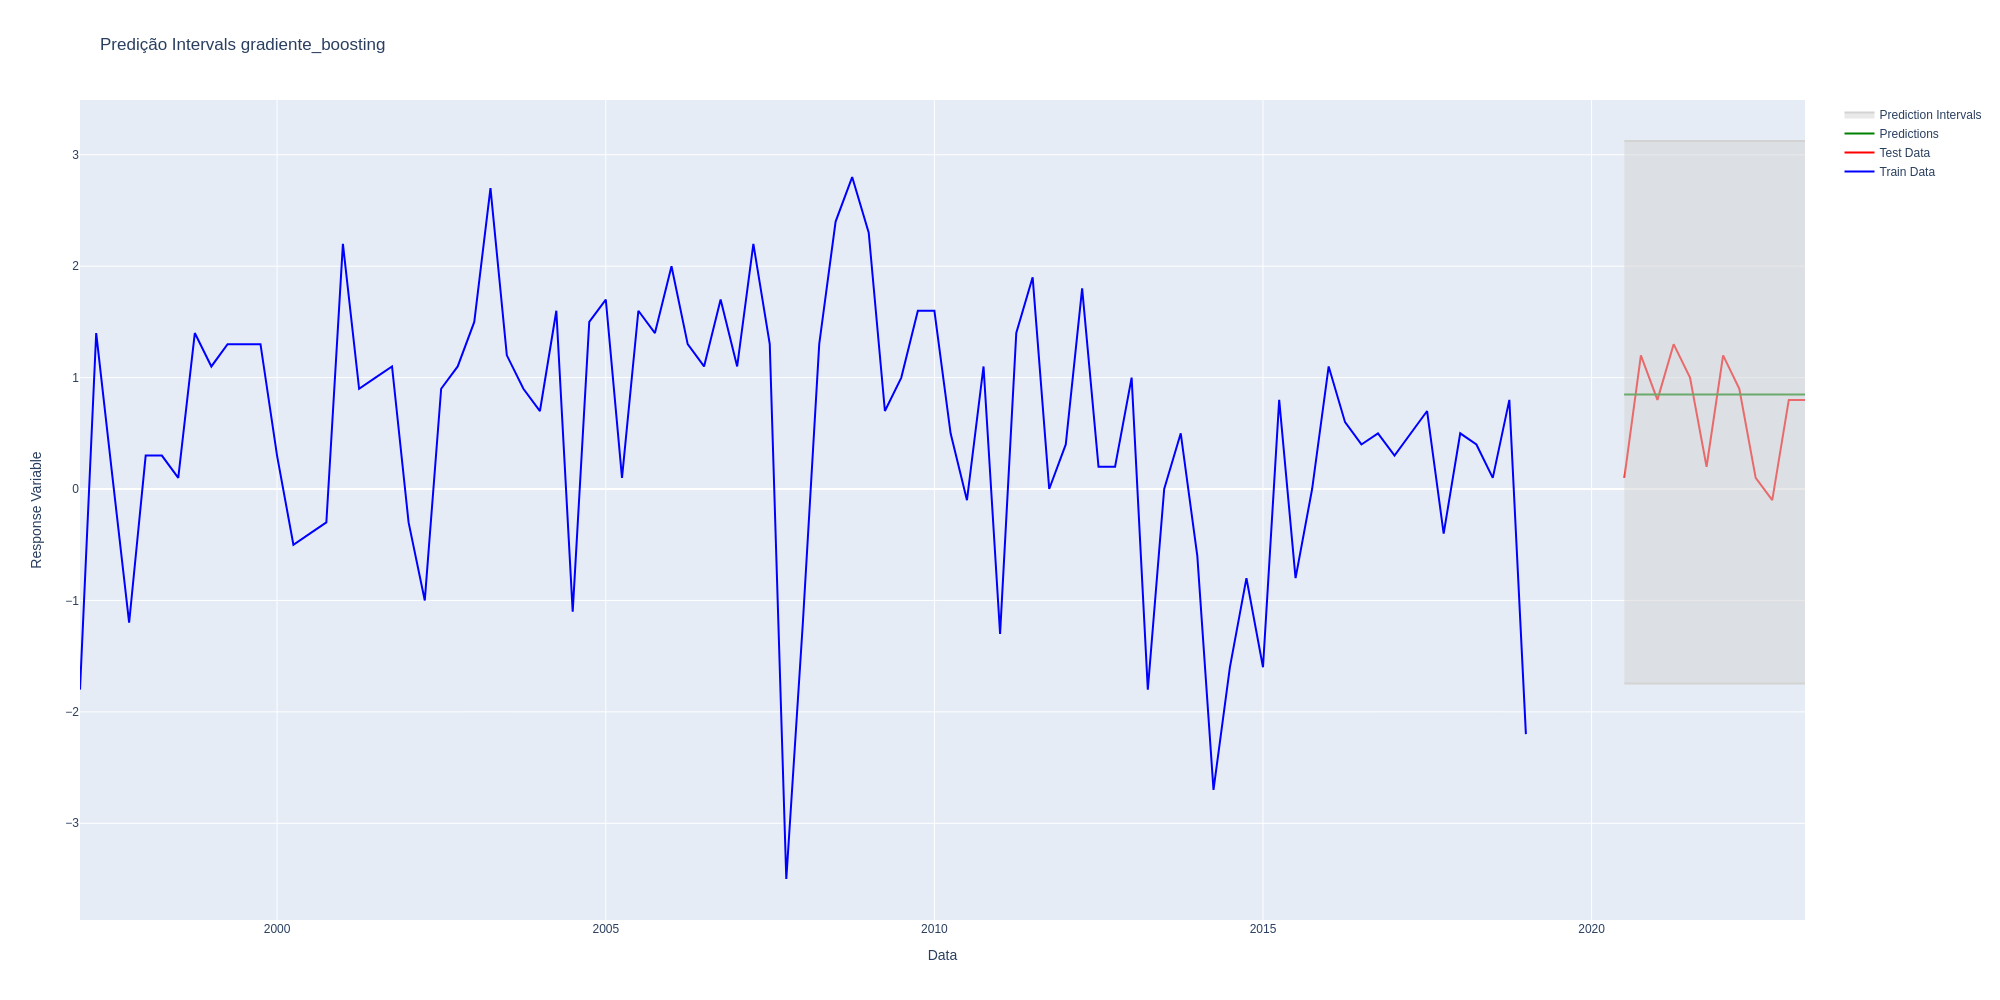 Predição Intervals gradiente_boosting
Prediction Intervals
Predictions
Test Data
Train Data
Response Variable
3
2
1
0
−1
−2
−3
2000
2005
2010
2015
2020
Data